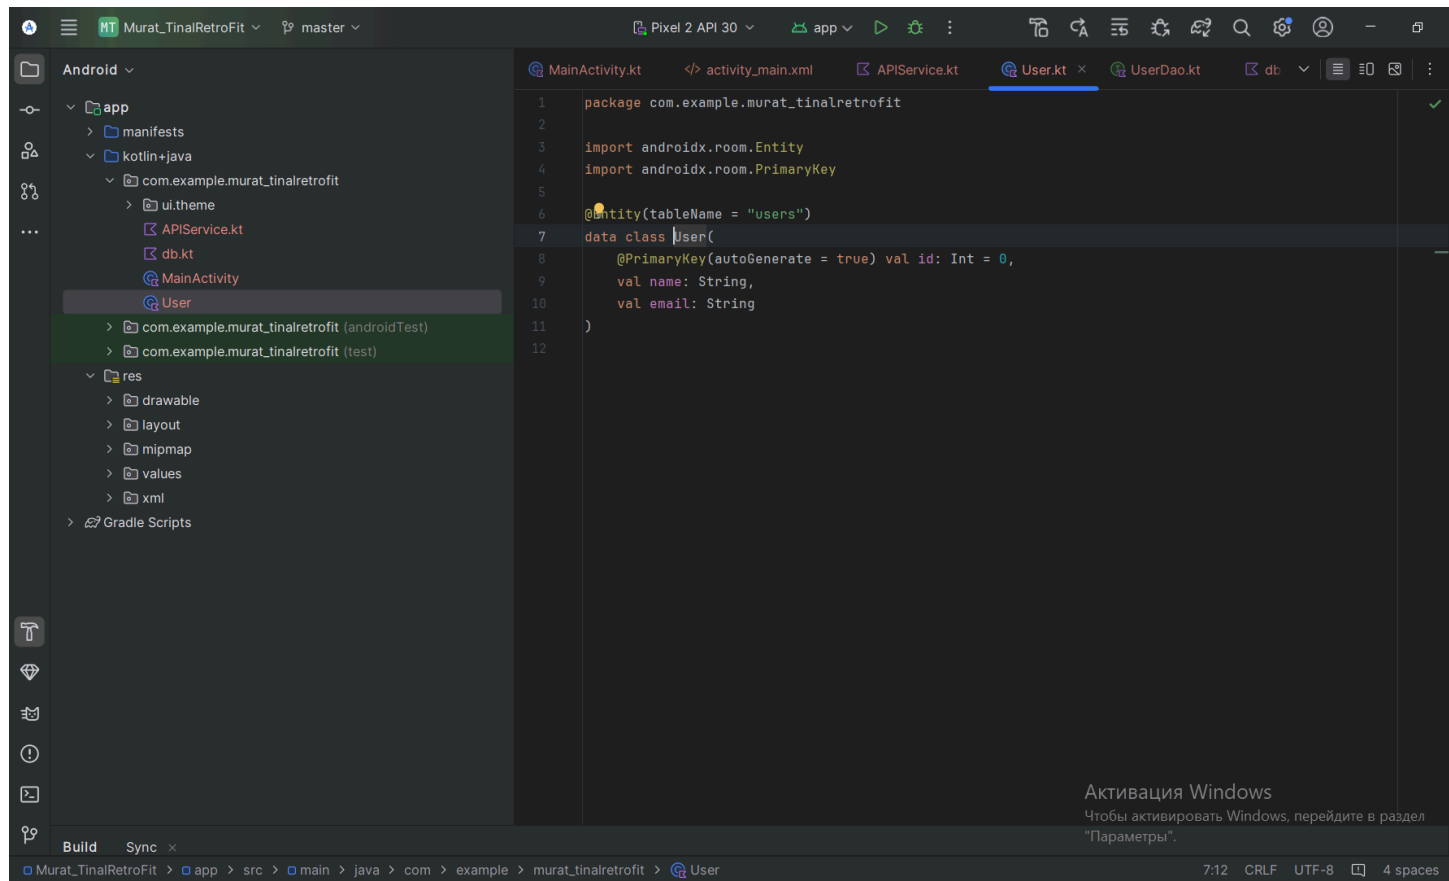 MT Murat_TinalRetroFit master Pixel 2 API 30 app
Android
MainActivity.kt activity_main.xml APIService.kt User.kt UserDao.kt db
app
manifests
kotlin+java
com.example.murat_tinalretrofit
ui.theme
APIService.kt
db.kt
MainActivity
User
com.example.murat_tinalretrofit (androidTest)
com.example.murat_tinalretrofit (test)
res
drawable
layout
mipmap
values
xml
Gradle Scripts
1 package com.example.murat_tinalretrofit
2
3 import androidx.room.Entity
4 import androidx.room.PrimaryKey
5
6 @Entity(tableName = "users")
7 data class User(
8 @PrimaryKey(autoGenerate = true) val id: Int = 0,
9 val name: String,
10 val email: String
11 )
12
Активация Windows
Чтобы активировать Windows, перейдите в раздел
"Параметры".
Build Sync
Murat_TinalRetroFit > app > src > main > java > com > example > murat_tinalretrofit > User 7:12 CRLF UTF-8 4 spaces